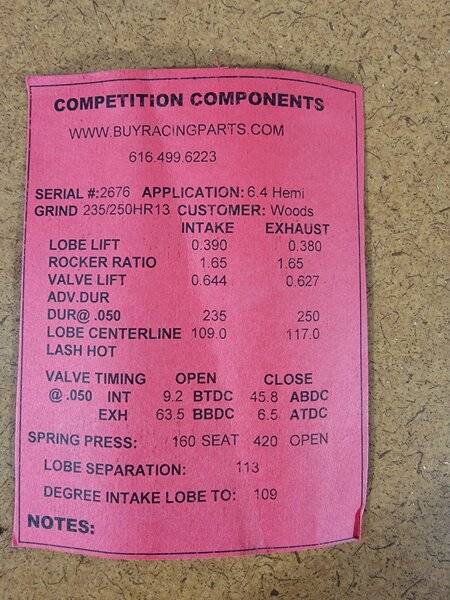 COMPETITION COMPONENTS
WWW.BUYRACINGPARTS.COM
616.499.6223
SERIAL #:2676 APPLICATION: 6.4 Hemi
GRIND 235/250HR13 CUSTOMER: Woods
INTAKE EXHAUST
LOBE LIFT 0.390 0.380
ROCKER RATIO 1.65 1.65
VALVE LIFT 0.644 0.627
ADV.DUR
DUR@ .050 235 250
LOBE CENTERLINE 109.0 117.0
LASH HOT
VALVE TIMING OPEN CLOSE
@ .050 INT 9.2 BTDC 45.8 ABDC
EXH 63.5 BBDC 6.5 ATDC
SPRING PRESS: 160 SEAT 420 OPEN
LOBE SEPARATION: 113
DEGREE INTAKE LOBE TO: 109
NOTES: